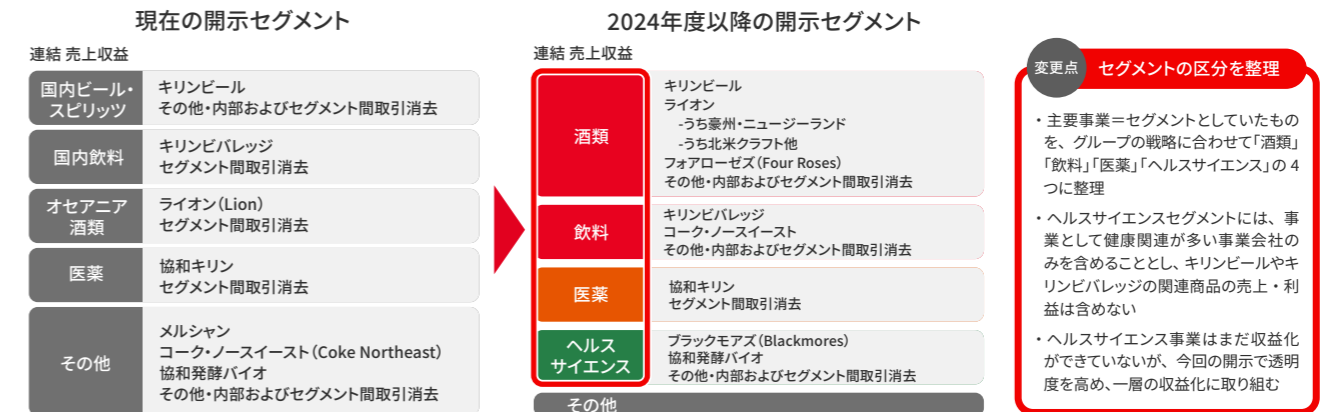 現在の開示セグメント
連結 売上収益
国内ビール・
スピリッツ
キリンビール
その他・内部およびセグメント間取引消去
国内飲料
キリンビバレッジ
セグメント間取引消去
オセアニア
酒類
ライオン（Lion）
セグメント間取引消去
医薬
協和キリン
セグメント間取引消去
その他
メルシャン
コーク・ノースイースト（Coke Northeast）
協和発酵バイオ
その他・内部およびセグメント間取引消去
2024年度以降の開示セグメント
連結 売上収益
酒類
キリンビール
ライオン
-うち豪州・ニュージーランド
-うち北米クラフト他
フォアローゼズ（Four Roses）
その他・内部およびセグメント間取引消去
飲料
キリンビバレッジ
コーク・ノースイースト
その他・内部およびセグメント間取引消去
医薬
協和キリン
セグメント間取引消去
ヘルス
サイエンス
ブラックモアズ（Blackmores）
協和発酵バイオ
その他・内部およびセグメント間取引消去
その他
変更点 セグメントの区分を整理
・主要事業＝セグメントとしていたもの
を、グループの戦略に合わせて「酒類」
「飲料」「医薬」「ヘルスサイエンス」の 4
つに整理
・ヘルスサイエンスセグメントには、事
業として健康関連が多い事業会社の
みを含めることとし、キリンビールやキ
リンビバレッジの関連商品の売上・利
益は含めない
・ヘルスサイエンス事業はまだ収益化
ができていないが、今回の開示で透明
度を高め、一層の収益化に取り組む